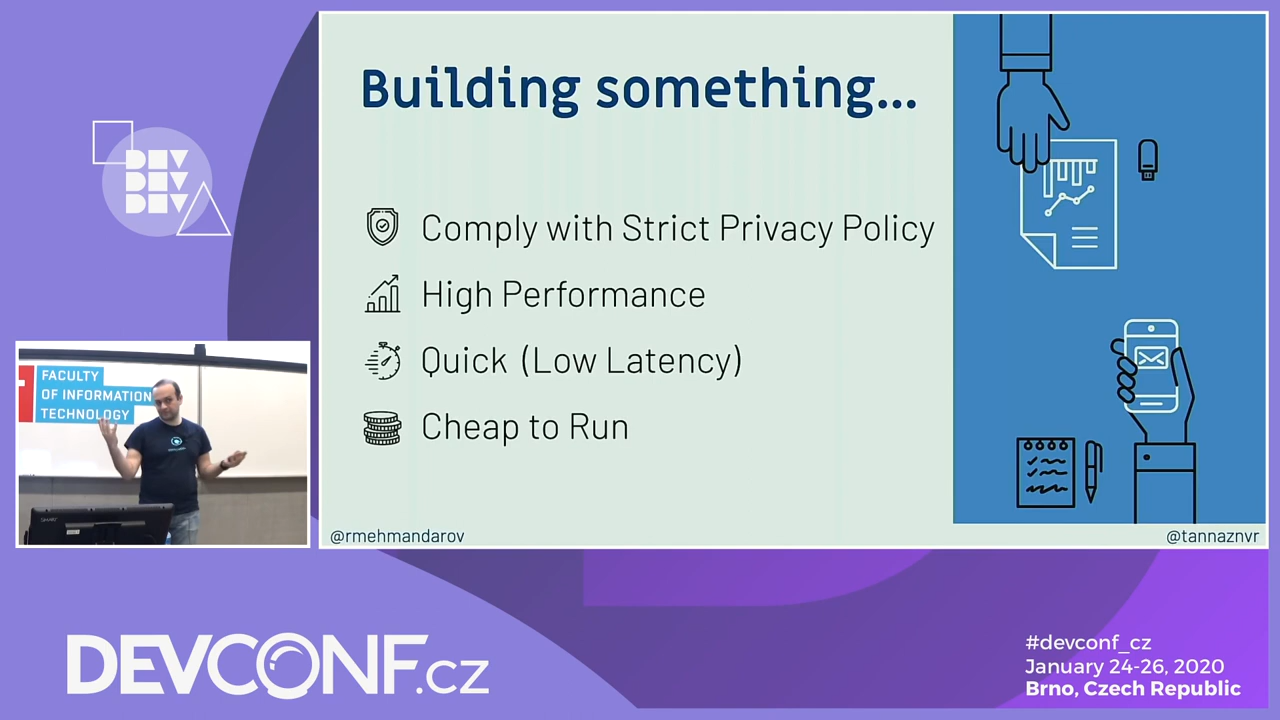 Building something...
Comply with Strict Privacy Policy
High Performance
Quick (Low Latency)
Cheap to Run
@rmehmandarov
@tannaznvr
DEV
DEV
DEV
FACULTY
OF INFORMATION
TECHNOLOGY
DEVCONF.CZ
#devconf_cz
January 24-26, 2020
Brno, Czech Republic